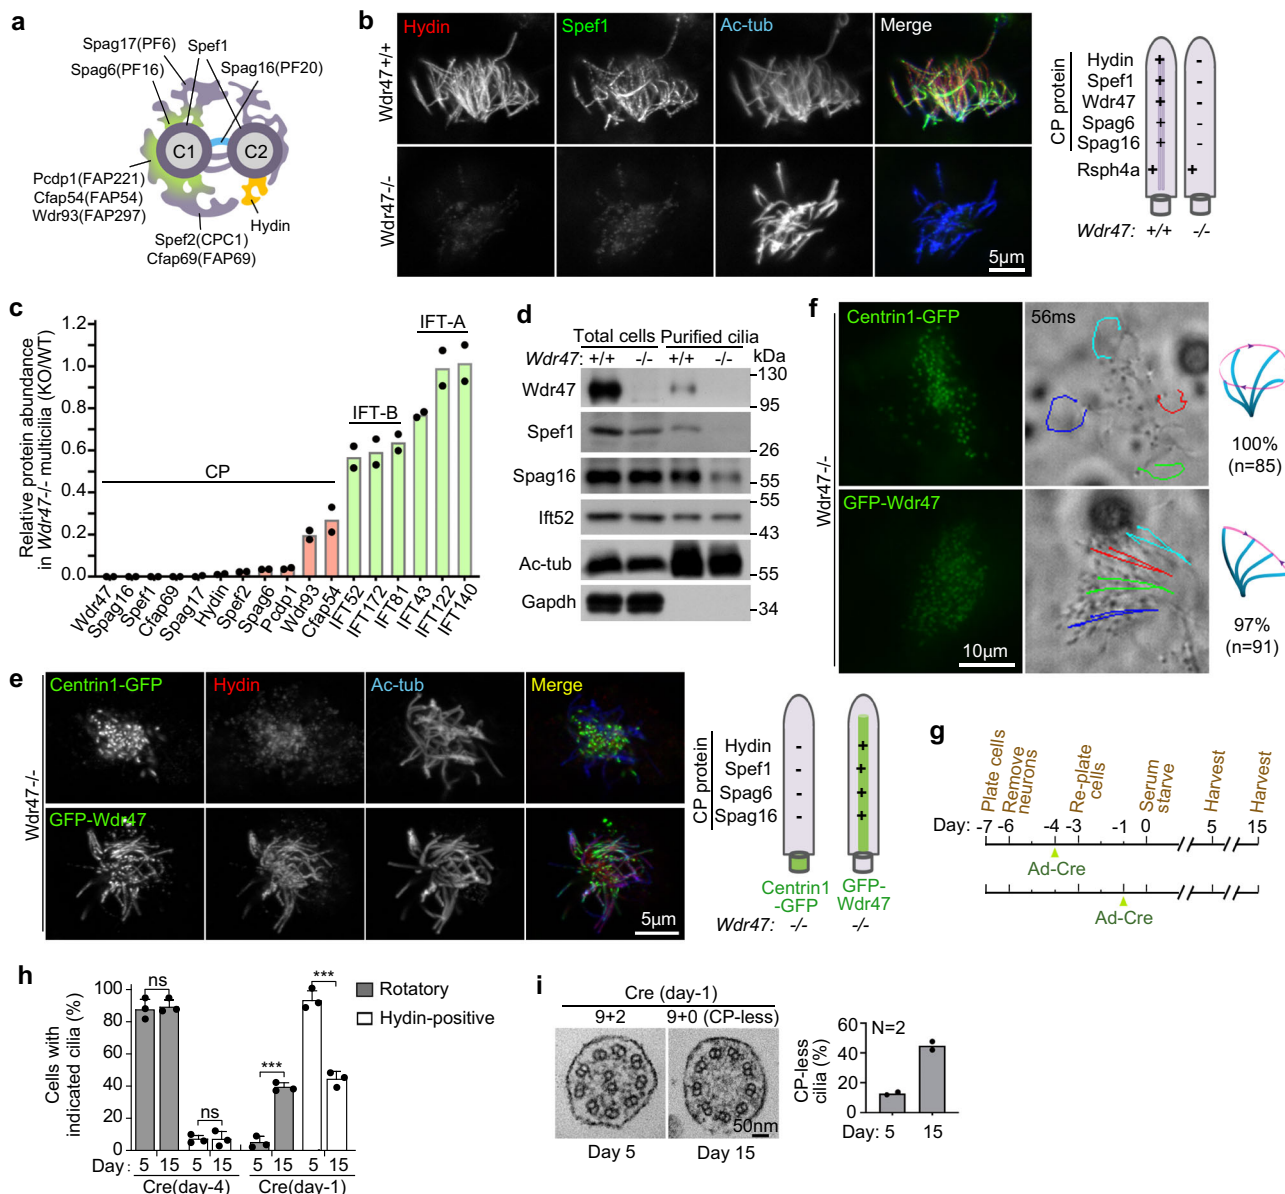 a
Spag17(PF6)
Spef1
Spag6(PF16)
Spag16(PF20)
C1
C2
Pcdp1(FAP221)
Cfap54(FAP54)
Wdr93(FAP297)
Hydin
Spef2(CPC1)
Cfap69(FAP69)
b
Hydin
Spef1
Ac-tub
Merge
Wdr47+/+
Wdr47-/-
5µm
CP protein
Hydin + -
Spef1 + -
Wdr47 + -
Spag6 + -
Spag16 + -
Rsph4a + +
Wdr47: +/+ -/-
c
Relative protein abundance
in Wdr47-/- multicilia (KO/WT)
1.2
1.0
0.8
0.6
0.4
0.2
0.0
CP
IFT-B
IFT-A
Wdr47
Spag16
Spef1
Cfap69
Spag17
Hydin
Spef2
Spag6
Pcdp1
Wdr93
Cfap54
IFT52
IFT172
IFT81
IFT43
IFT122
IFT140
d
Total cells Purified cilia
Wdr47: +/+ -/- +/+ -/- kDa
Wdr47
130
95
Spef1
26
Spag16
55
55
Ift52
43
Ac-tub
55
Gapdh
34
f
Wdr47-/-
Centrin1-GFP
56ms
100%
(n=85)
GFP-Wdr47
10µm
97%
(n=91)
e
Wdr47-/-
Centrin1-GFP
Hydin
Ac-tub
Merge
GFP-Wdr47
5µm
CP protein
Hydin - +
Spef1 - +
Spag6 - +
Spag16 - +
Centrin1
-GFP
GFP-
Wdr47
Wdr47: -/- -/-
g
Plate cells
Remove
neurons
Re-plate
cells
Serum
starve
Harvest
Harvest
Day: -7 -6 -4 -3 -1 0 5 15
Ad-Cre
Ad-Cre
h
Cells with
indicated cilia (%)
100
80
60
40
20
0
ns
ns
***
***
Rotatory
Hydin-positive
Day: 5 15 5 15 5 15 5 15
Cre(day-4) Cre(day-1)
i
Cre (day-1)
9+2 9+0 (CP-less)
50nm
Day 5 Day 15
CP-less
cilia (%)
60
40
20
0
N=2
Day: 5 15